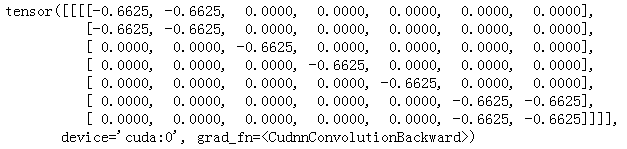 tensor([[[[-0.6625, -0.6625, 0.0000, 0.0000, 0.0000, 0.0000, 0.0000],
[-0.6625, -0.6625, 0.0000, 0.0000, 0.0000, 0.0000, 0.0000],
[ 0.0000, 0.0000, -0.6625, 0.0000, 0.0000, 0.0000, 0.0000],
[ 0.0000, 0.0000, 0.0000, -0.6625, 0.0000, 0.0000, 0.0000],
[ 0.0000, 0.0000, 0.0000, 0.0000, -0.6625, 0.0000, 0.0000],
[ 0.0000, 0.0000, 0.0000, 0.0000, 0.0000, -0.6625, -0.6625],
[ 0.0000, 0.0000, 0.0000, 0.0000, 0.0000, -0.6625, -0.6625]]]],
device='cuda:0', grad_fn=<CudnnConvolutionBackward>)